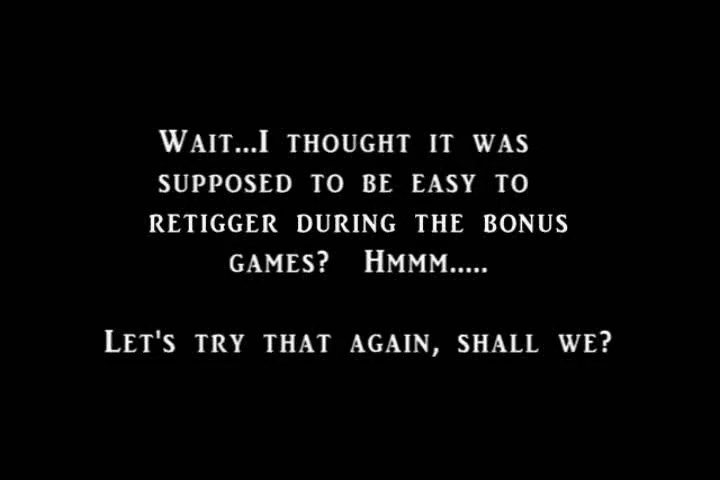 Wait...I thought it was
supposed to be easy to
retigger during the bonus
games? Hmmm.....
Let's try that again, shall we?